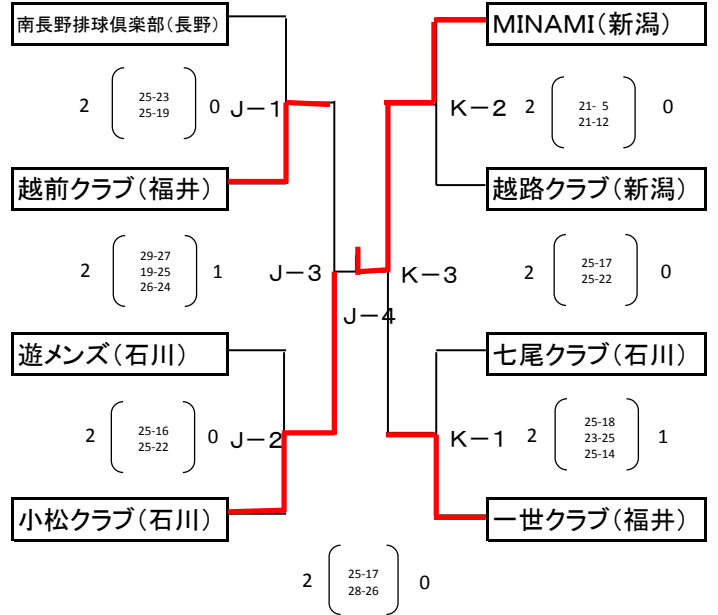 南長野排球倶楽部(長野)
MINAMI(新潟)
2
25-23
25-19
0
J-1
K-2
2
21- 5
21-12
0
越前クラブ(福井)
越路クラブ(新潟)
2
29-27
19-25
26-24
1
J-3
K-3
2
25-17
25-22
0
J-4
遊メンズ(石川)
七尾クラブ(石川)
2
25-16
25-22
0
J-2
K-1
2
25-18
23-25
25-14
1
小松クラブ(石川)
一世クラブ(福井)
2
25-17
28-26
0